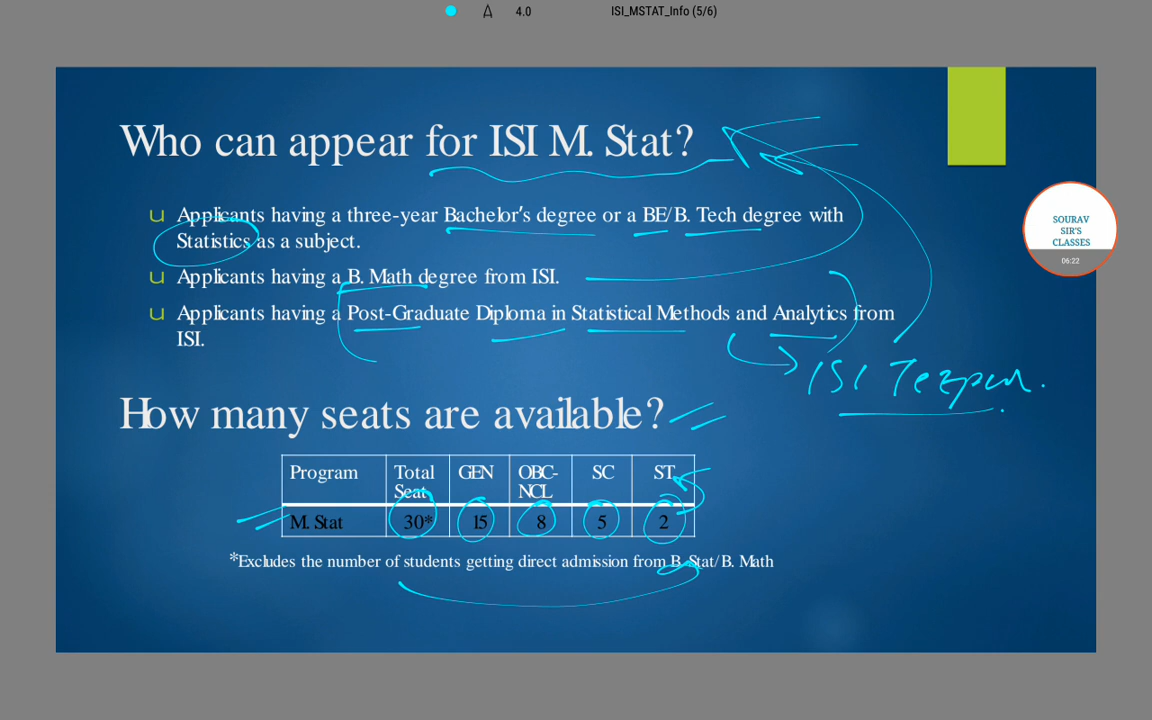 4.0 ISI_MSTAT_Info (5/6)
Who can appear for ISI M. Stat?
u Applicants having a three-year Bachelor's degree or a BE/B. Tech degree with
Statistics as a subject.
u Applicants having a B. Math degree from ISI.
u Applicants having a Post-Graduate Diploma in Statistical Methods and Analytics from
ISI.
SOURAV
SIR'S
CLASSES
06:22
ISI Tezpur.
How many seats are available?
Program Total GEN OBC- SC ST
Seat NCL
M. Stat 30* 15 8 5 2
*Excludes the number of students getting direct admission from B. Stat/B. Math